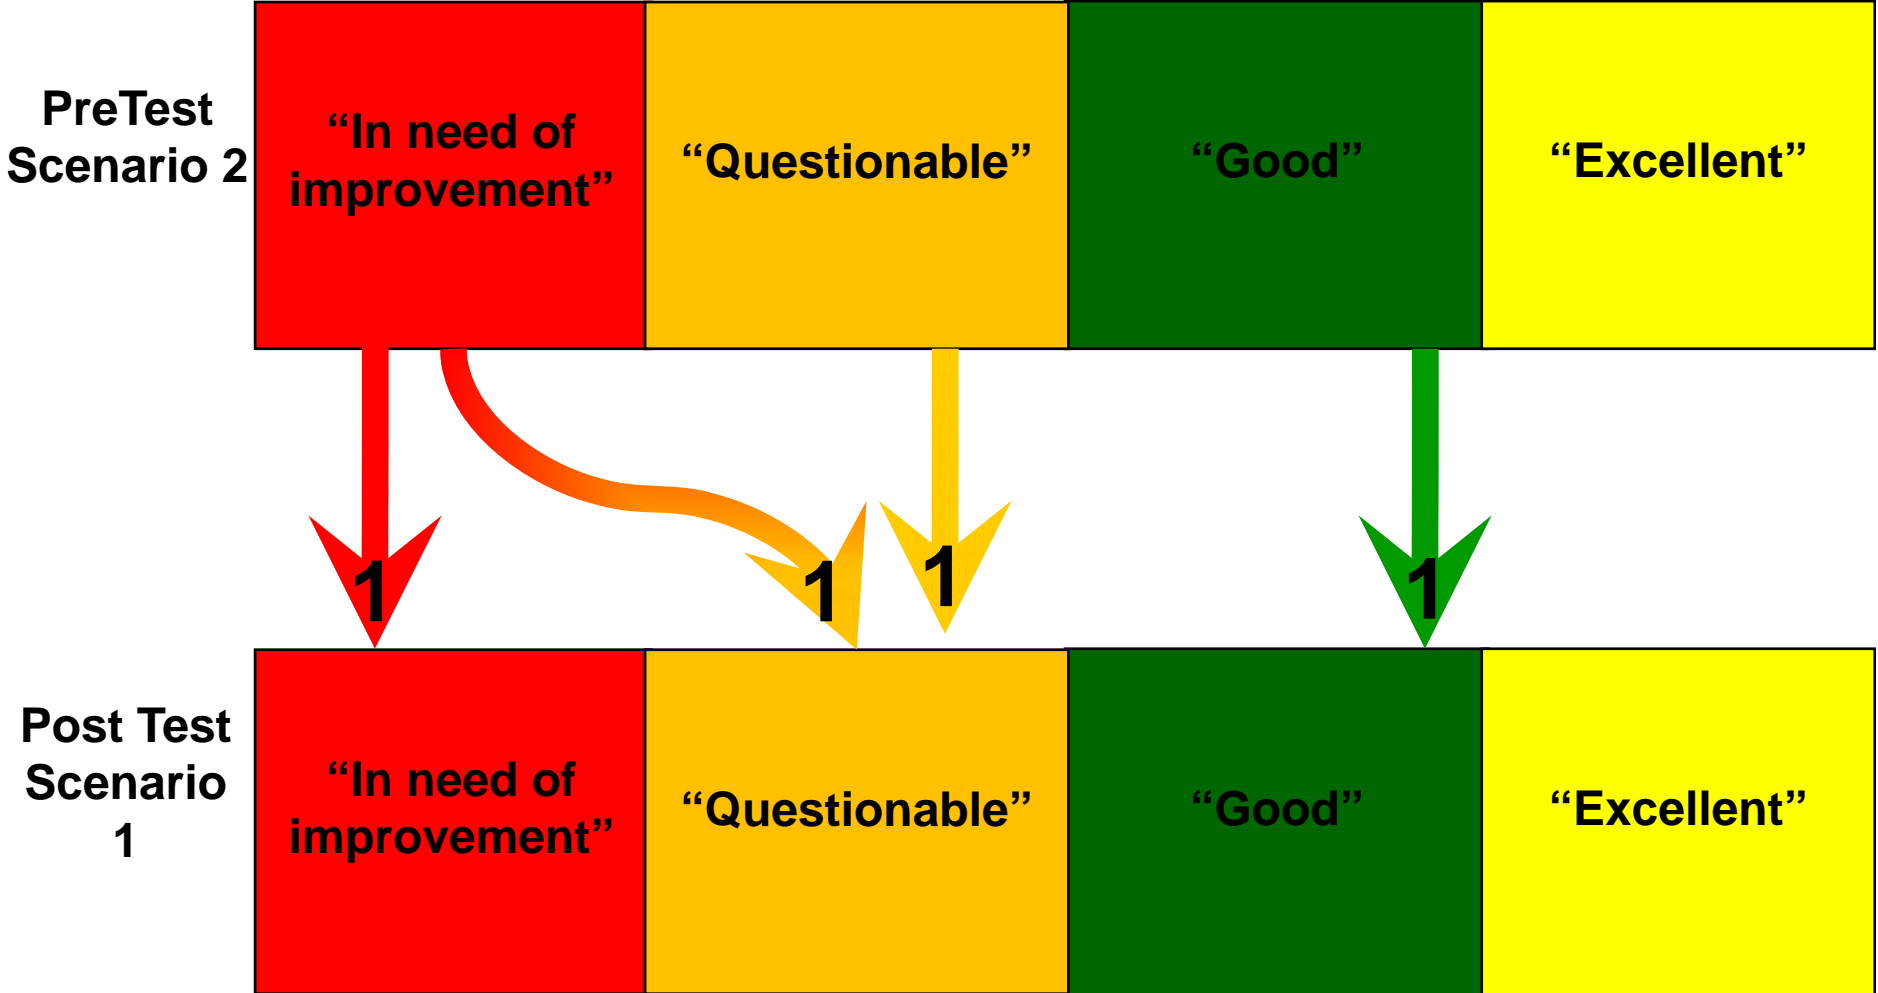 PreTest
Scenario 2
“In need of
improvement”
“Questionable”
“Good”
“Excellent”
1
1
1
1
Post Test
Scenario
1
“In need of
improvement”
“Questionable”
“Good”
“Excellent”